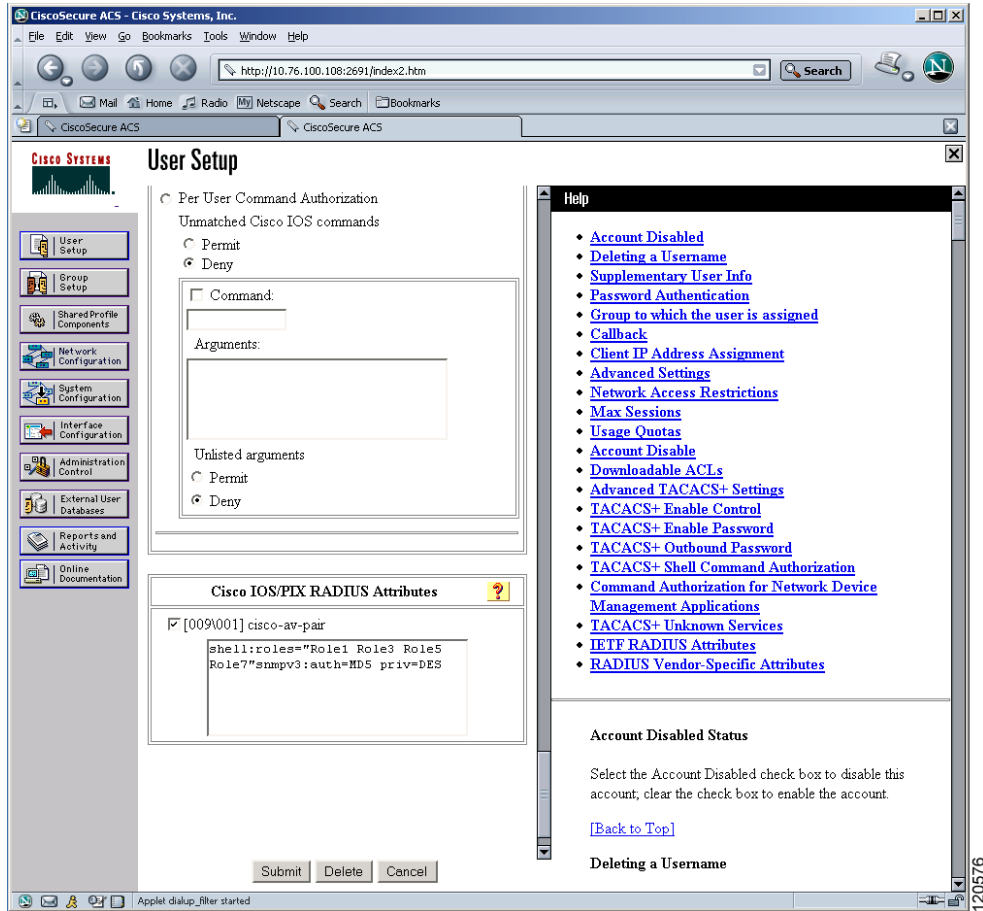 CiscoSecure ACS - Cisco Systems, Inc.
File Edit View Go Bookmarks Tools Window Help
http://10.76.100.108:2691/index2.htm
Search
N
Mail Home Radio My Netscape Search Bookmarks
CiscoSecure ACS
CiscoSecure ACS
CISCO SYSTEMS
User Setup
User
Setup
Group
Setup
Shared Profile
Components
Network
Configuration
System
Configuration
Interface
Configuration
Administration
Control
External User
Databases
Reports and
Activity
Online
Documentation
Per User Command Authorization
Unmatched Cisco IOS commands
Permit
Deny
Command:
Arguments:
Unlisted arguments
Permit
Deny
Cisco IOS/PIX RADIUS Attributes
?
[009\001] cisco-av-pair
shell:roles="Role1 Role3 Role5
Role7"snmpv3:auth=MD5 priv=DES
Submit Delete Cancel
Help
Account Disabled
Deleting a Username
Supplementary User Info
Password Authentication
Group to which the user is assigned
Callback
Client IP Address Assignment
Advanced Settings
Network Access Restrictions
Max Sessions
Usage Quotas
Account Disable
Downloadable ACLs
Advanced TACACS+ Settings
TACACS+ Enable Control
TACACS+ Enable Password
TACACS+ Outbound Password
TACACS+ Shell Command Authorization
Command Authorization for Network Device
Management Applications
TACACS+ Unknown Services
IETF RADIUS Attributes
RADIUS Vendor-Specific Attributes
Account Disabled Status
Select the Account Disabled check box to disable this
account; clear the check box to enable the account.
[Back to Top]
Deleting a Username
Applet dialup_filter started
120576